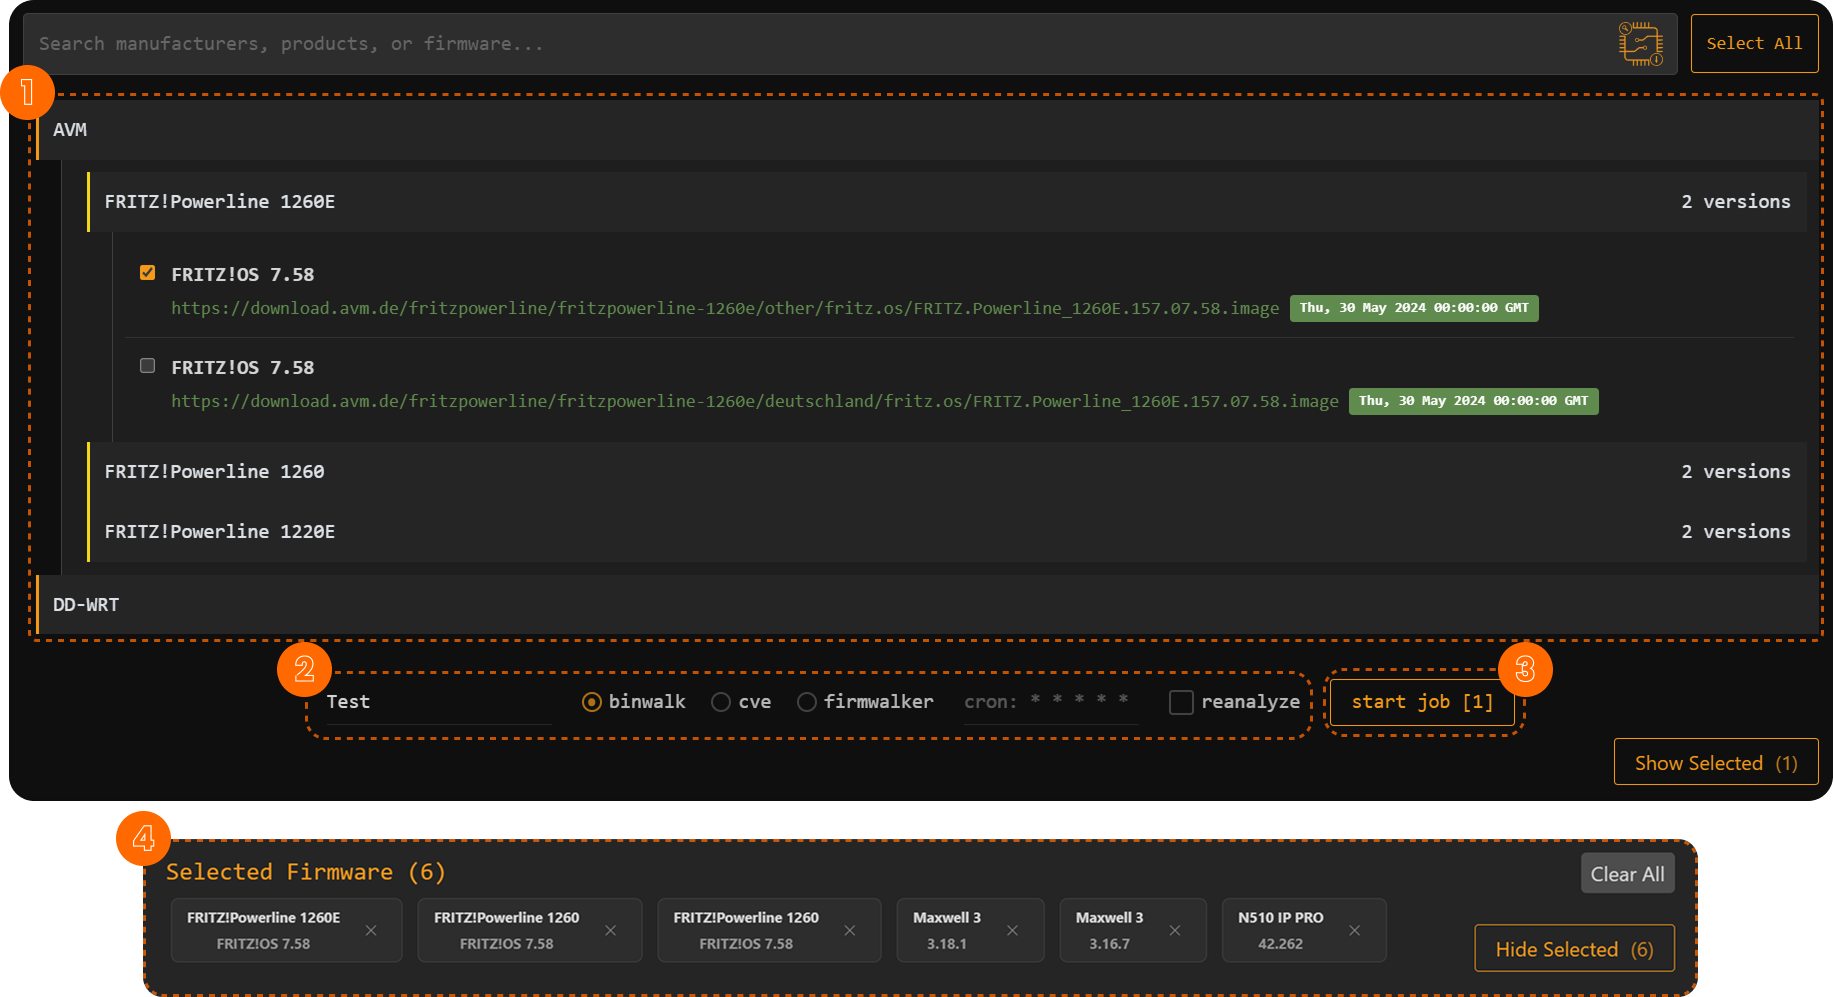 Search manufacturers, products, or firmware...
Select All
1
AVM
FRITZ!Powerline 1260E 2 versions
FRITZ!OS 7.58
https://download.avm.de/fritzpowerline/fritzpowerline-1260e/other/fritz.os/FRITZ.Powerline_1260E.157.07.58.image Thu, 30 May 2024 00:00:00 GMT
FRITZ!OS 7.58
https://download.avm.de/fritzpowerline/fritzpowerline-1260e/deutschland/fritz.os/FRITZ.Powerline_1260E.157.07.58.image Thu, 30 May 2024 00:00:00 GMT
FRITZ!Powerline 1260 2 versions
FRITZ!Powerline 1220E 2 versions
DD-WRT
2
3
Test binwalk cve firmwalker cron: * * * * * reanalyze start job [1]
Show Selected (1)
4
Selected Firmware (6)
Clear All
FRITZ!Powerline 1260E
FRITZ!OS 7.58
FRITZ!Powerline 1260
FRITZ!OS 7.58
FRITZ!Powerline 1260
FRITZ!OS 7.58
Maxwell 3
3.18.1
Maxwell 3
3.16.7
N510 IP PRO
42.262
Hide Selected (6)